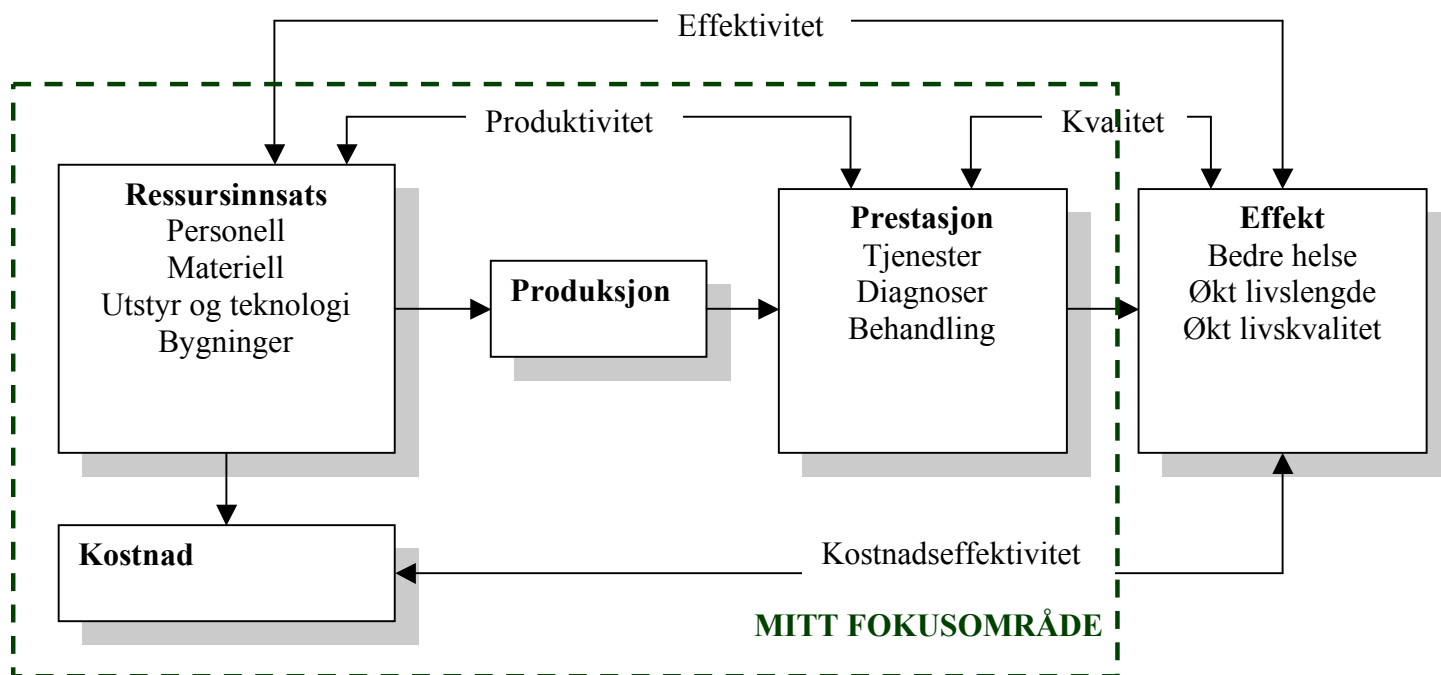 Effektivitet
Produktivitet
Kvalitet
Ressursinnsats
Personell
Materiell
Utstyr og teknologi
Bygninger
Produksjon
Prestasjon
Tjenester
Diagnoser
Behandling
Effekt
Bedre helse
Økt livslengde
Økt livskvalitet
Kostnad
Kostnadseffektivitet
MITT FOKUSOMRÅDE